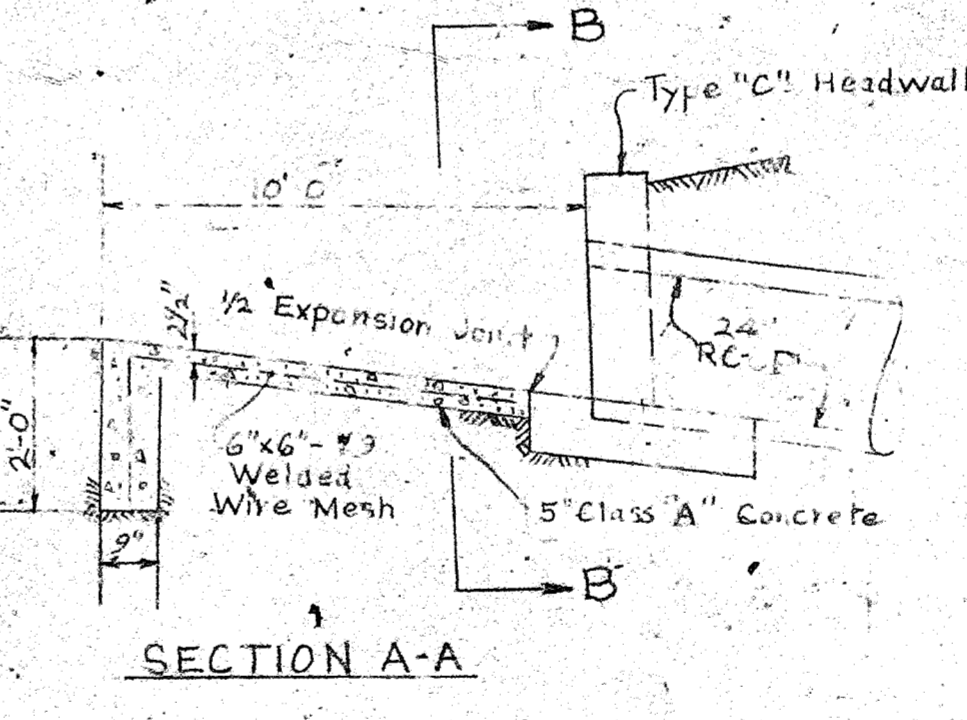 B
Type "C" Headwall
10' 0"
2½"
½ Expansion Joint
24"
2'-0"
6"x6"-
Welded
Wire Mesh
5" Class "A" Concrete
9"
B
SECTION A-A